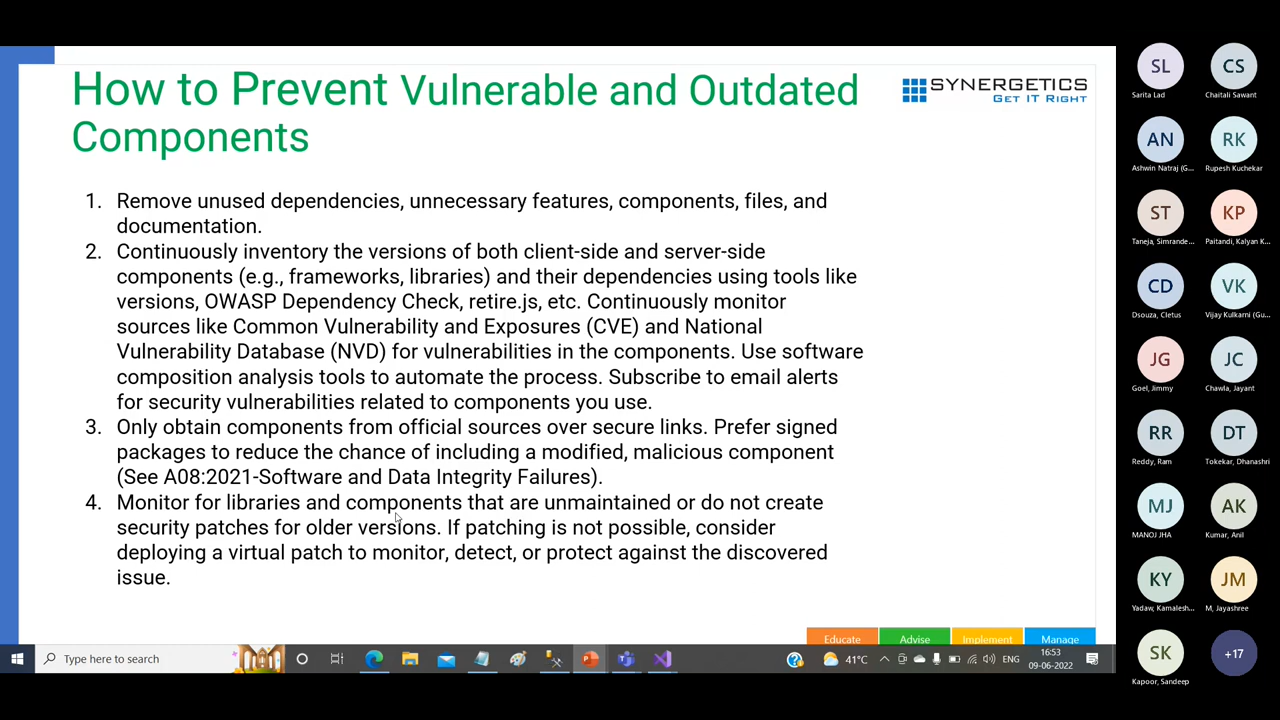 How to Prevent Vulnerable and Outdated
Components
SYNERGETICS
GET IT RIGHT
1. Remove unused dependencies, unnecessary features, components, files, and
documentation.
2. Continuously inventory the versions of both client-side and server-side
components (e.g., frameworks, libraries) and their dependencies using tools like
versions, OWASP Dependency Check, retire.js, etc. Continuously monitor
sources like Common Vulnerability and Exposures (CVE) and National
Vulnerability Database (NVD) for vulnerabilities in the components. Use software
composition analysis tools to automate the process. Subscribe to email alerts
for security vulnerabilities related to components you use.
3. Only obtain components from official sources over secure links. Prefer signed
packages to reduce the chance of including a modified, malicious component
(See A08:2021-Software and Data Integrity Failures).
4. Monitor for libraries and components that are unmaintained or do not create
security patches for older versions. If patching is not possible, consider
deploying a virtual patch to monitor, detect, or protect against the discovered
issue.
Educate Advise Implement Manage
Type here to search
41°C ENG
16:53
09-06-2022
SL CS
Sarita Lad Chaitali Sawant
AN RK
Ashwin Natraj (G... Rupesh Kuchekar
ST KP
Taneja, Simrande... Paitandi, Kalyan K...
CD VK
Dsouza, Cletus Vijay Kulkarni (Gu...
JG JC
Goel, Jimmy Chawla, Jayant
RR DT
Reddy, Ram Tokekar, Dhanashri
MJ AK
MANOJ JHA Kumar, Anil
KY JM
Yadaw, Kamalesh... M, Jayashree
SK +17
Kapoor, Sandeep